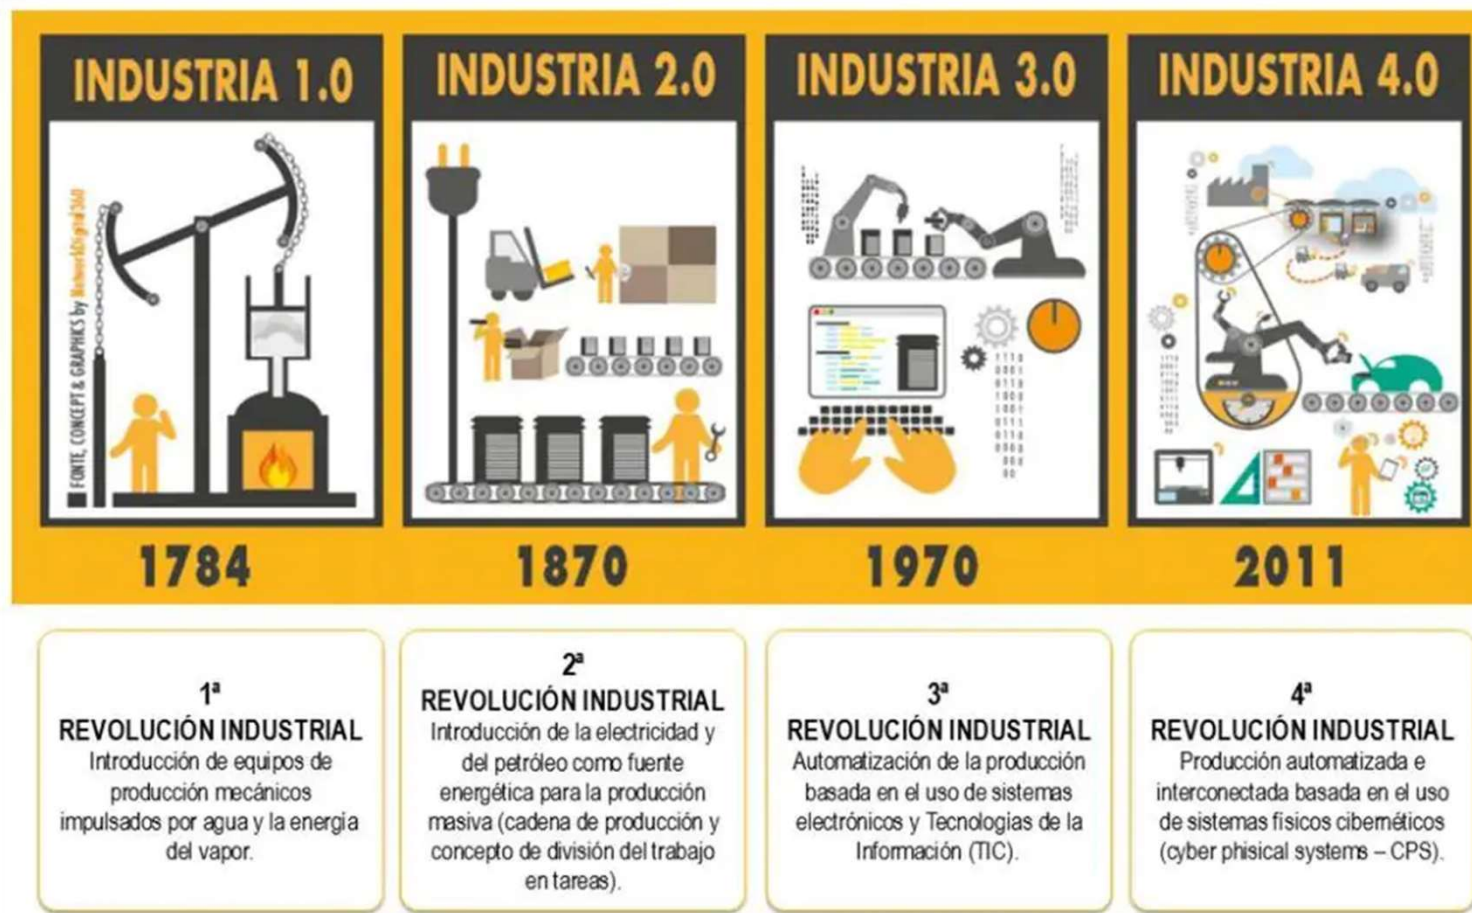 INDUSTRIA 1.0
INDUSTRIA 2.0
INDUSTRIA 3.0
INDUSTRIA 4.0
FONTE, CONCEPT & GRAPHICS by NetworkDigital360
1784
1870
1970
2011
1ª
REVOLUCIÓN INDUSTRIAL
Introducción de equipos de
producción mecánicos
impulsados por agua y la energia
del vapor.
2ª
REVOLUCIÓN INDUSTRIAL
Introducción de la electricidad y
del petróleo como fuente
energética para la producción
masiva (cadena de producción y
concepto de división del trabajo
en tareas).
3ª
REVOLUCIÓN INDUSTRIAL
Automatización de la producción
basada en el uso de sistemas
electrónicos y Tecnologias de la
Información (TIC).
4ª
REVOLUCIÓN INDUSTRIAL
Producción automatizada e
interconectada basada en el uso
de sistemas físicos cibernéticos
(cyber phisical systems – CPS).